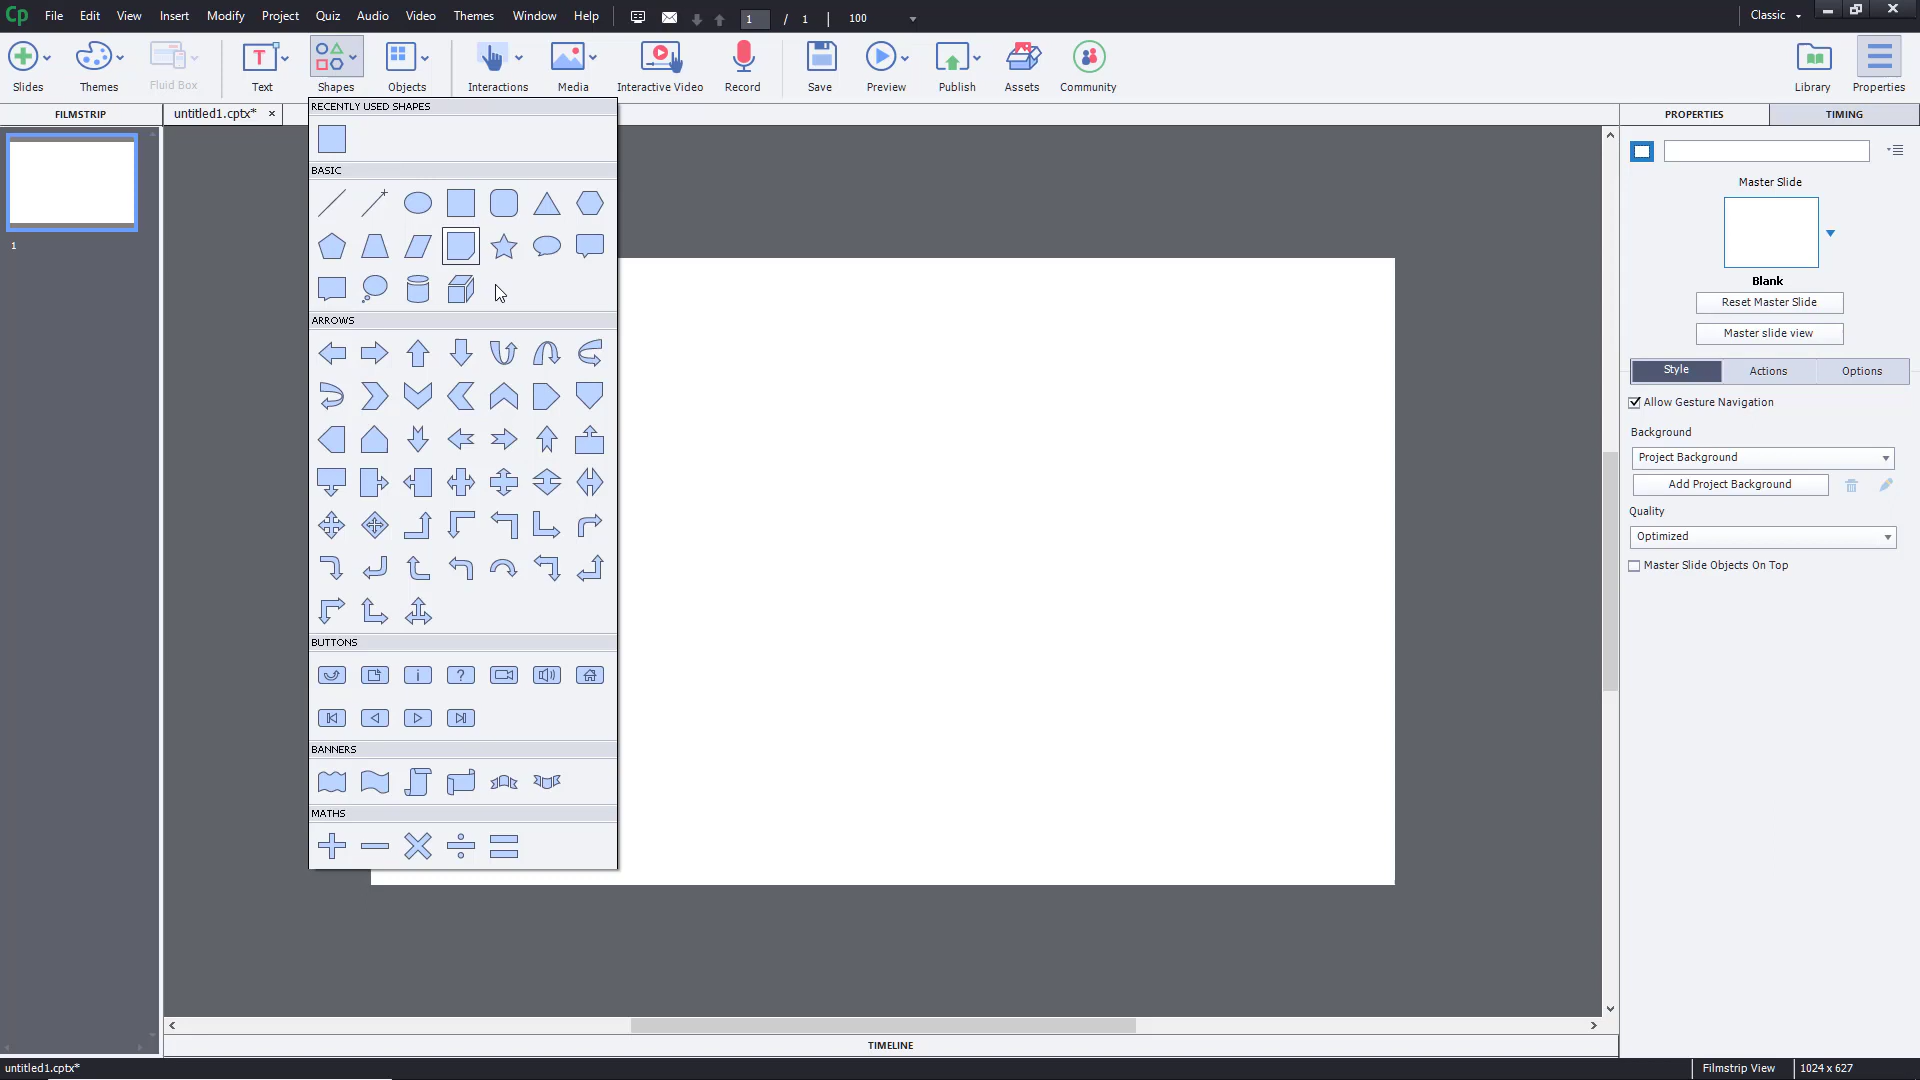 Cp File Edit View Insert Modify Project Quiz Audio Video Themes Window Help 1 / 1 | 100 Classic
Slides Themes Fluid Box Text Shapes Objects Interactions Media Interactive Video Record Save Preview Publish Assets Community Library Properties
FILMSTRIP
untitled1.cptx* ×
PROPERTIES TIMING
RECENTLY USED SHAPES
BASIC
ARROWS
BUTTONS
i ?
BANNERS
MATHS
1
Master Slide
Blank
Reset Master Slide
Master slide view
Style Actions Options
Allow Gesture Navigation
Background
Project Background
Add Project Background
Quality
Optimized
Master Slide Objects On Top
TIMELINE
untitled1.cptx* Filmstrip View 1024 x 627